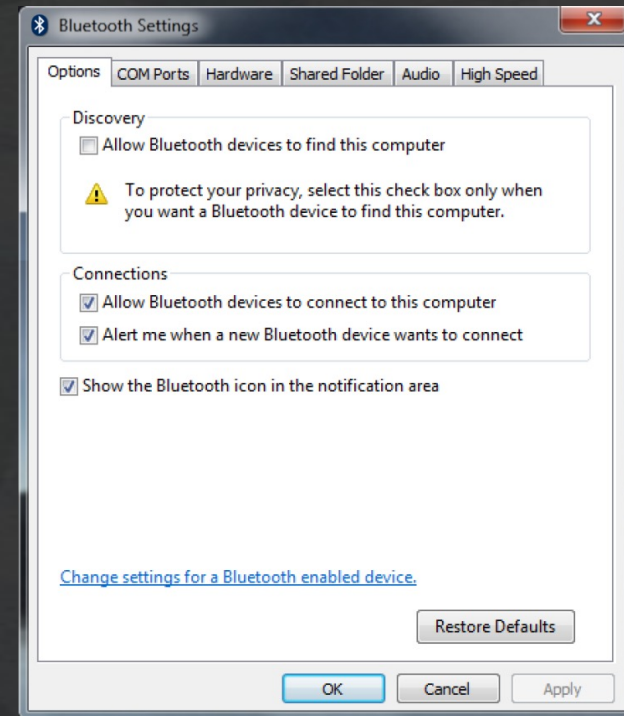 Bluetooth Settings
Options COM Ports Hardware Shared Folder Audio High Speed
Discovery
Allow Bluetooth devices to find this computer
To protect your privacy, select this check box only when
you want a Bluetooth device to find this computer.
Connections
Allow Bluetooth devices to connect to this computer
Alert me when a new Bluetooth device wants to connect
Show the Bluetooth icon in the notification area
Change settings for a Bluetooth enabled device.
Restore Defaults
OK Cancel Apply